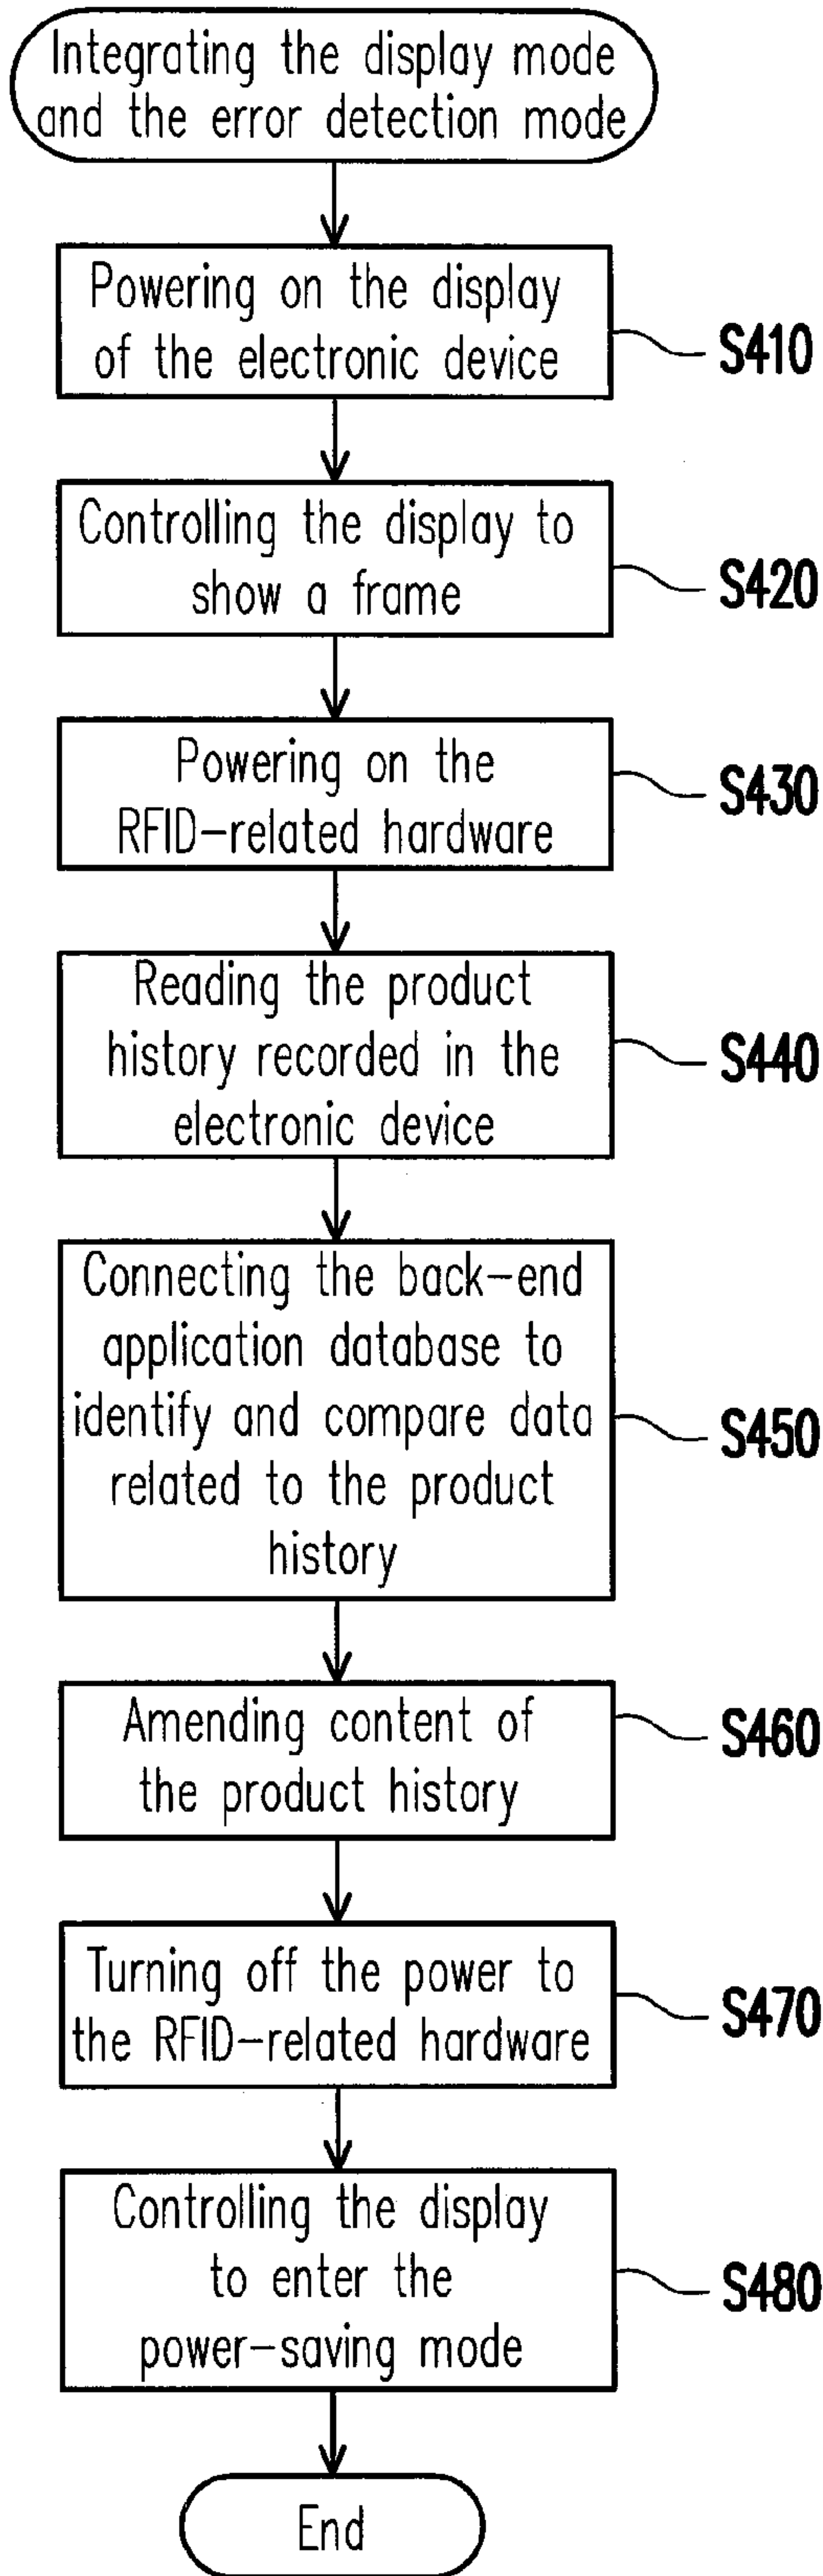 Integrating the display mode
and the error detection mode
Powering on the display
of the electronic device
S410
Controlling the display to
show a frame
S420
Powering on the
RFID-related hardware
S430
Reading the product
history recorded in the
electronic device
S440
Connecting the back-end
application database to
identify and compare data
related to the product
history
S450
Amending content of
the product history
S460
Turning off the power to
the RFID-related hardware
S470
Controlling the display
to enter the
power-saving mode
S480
End